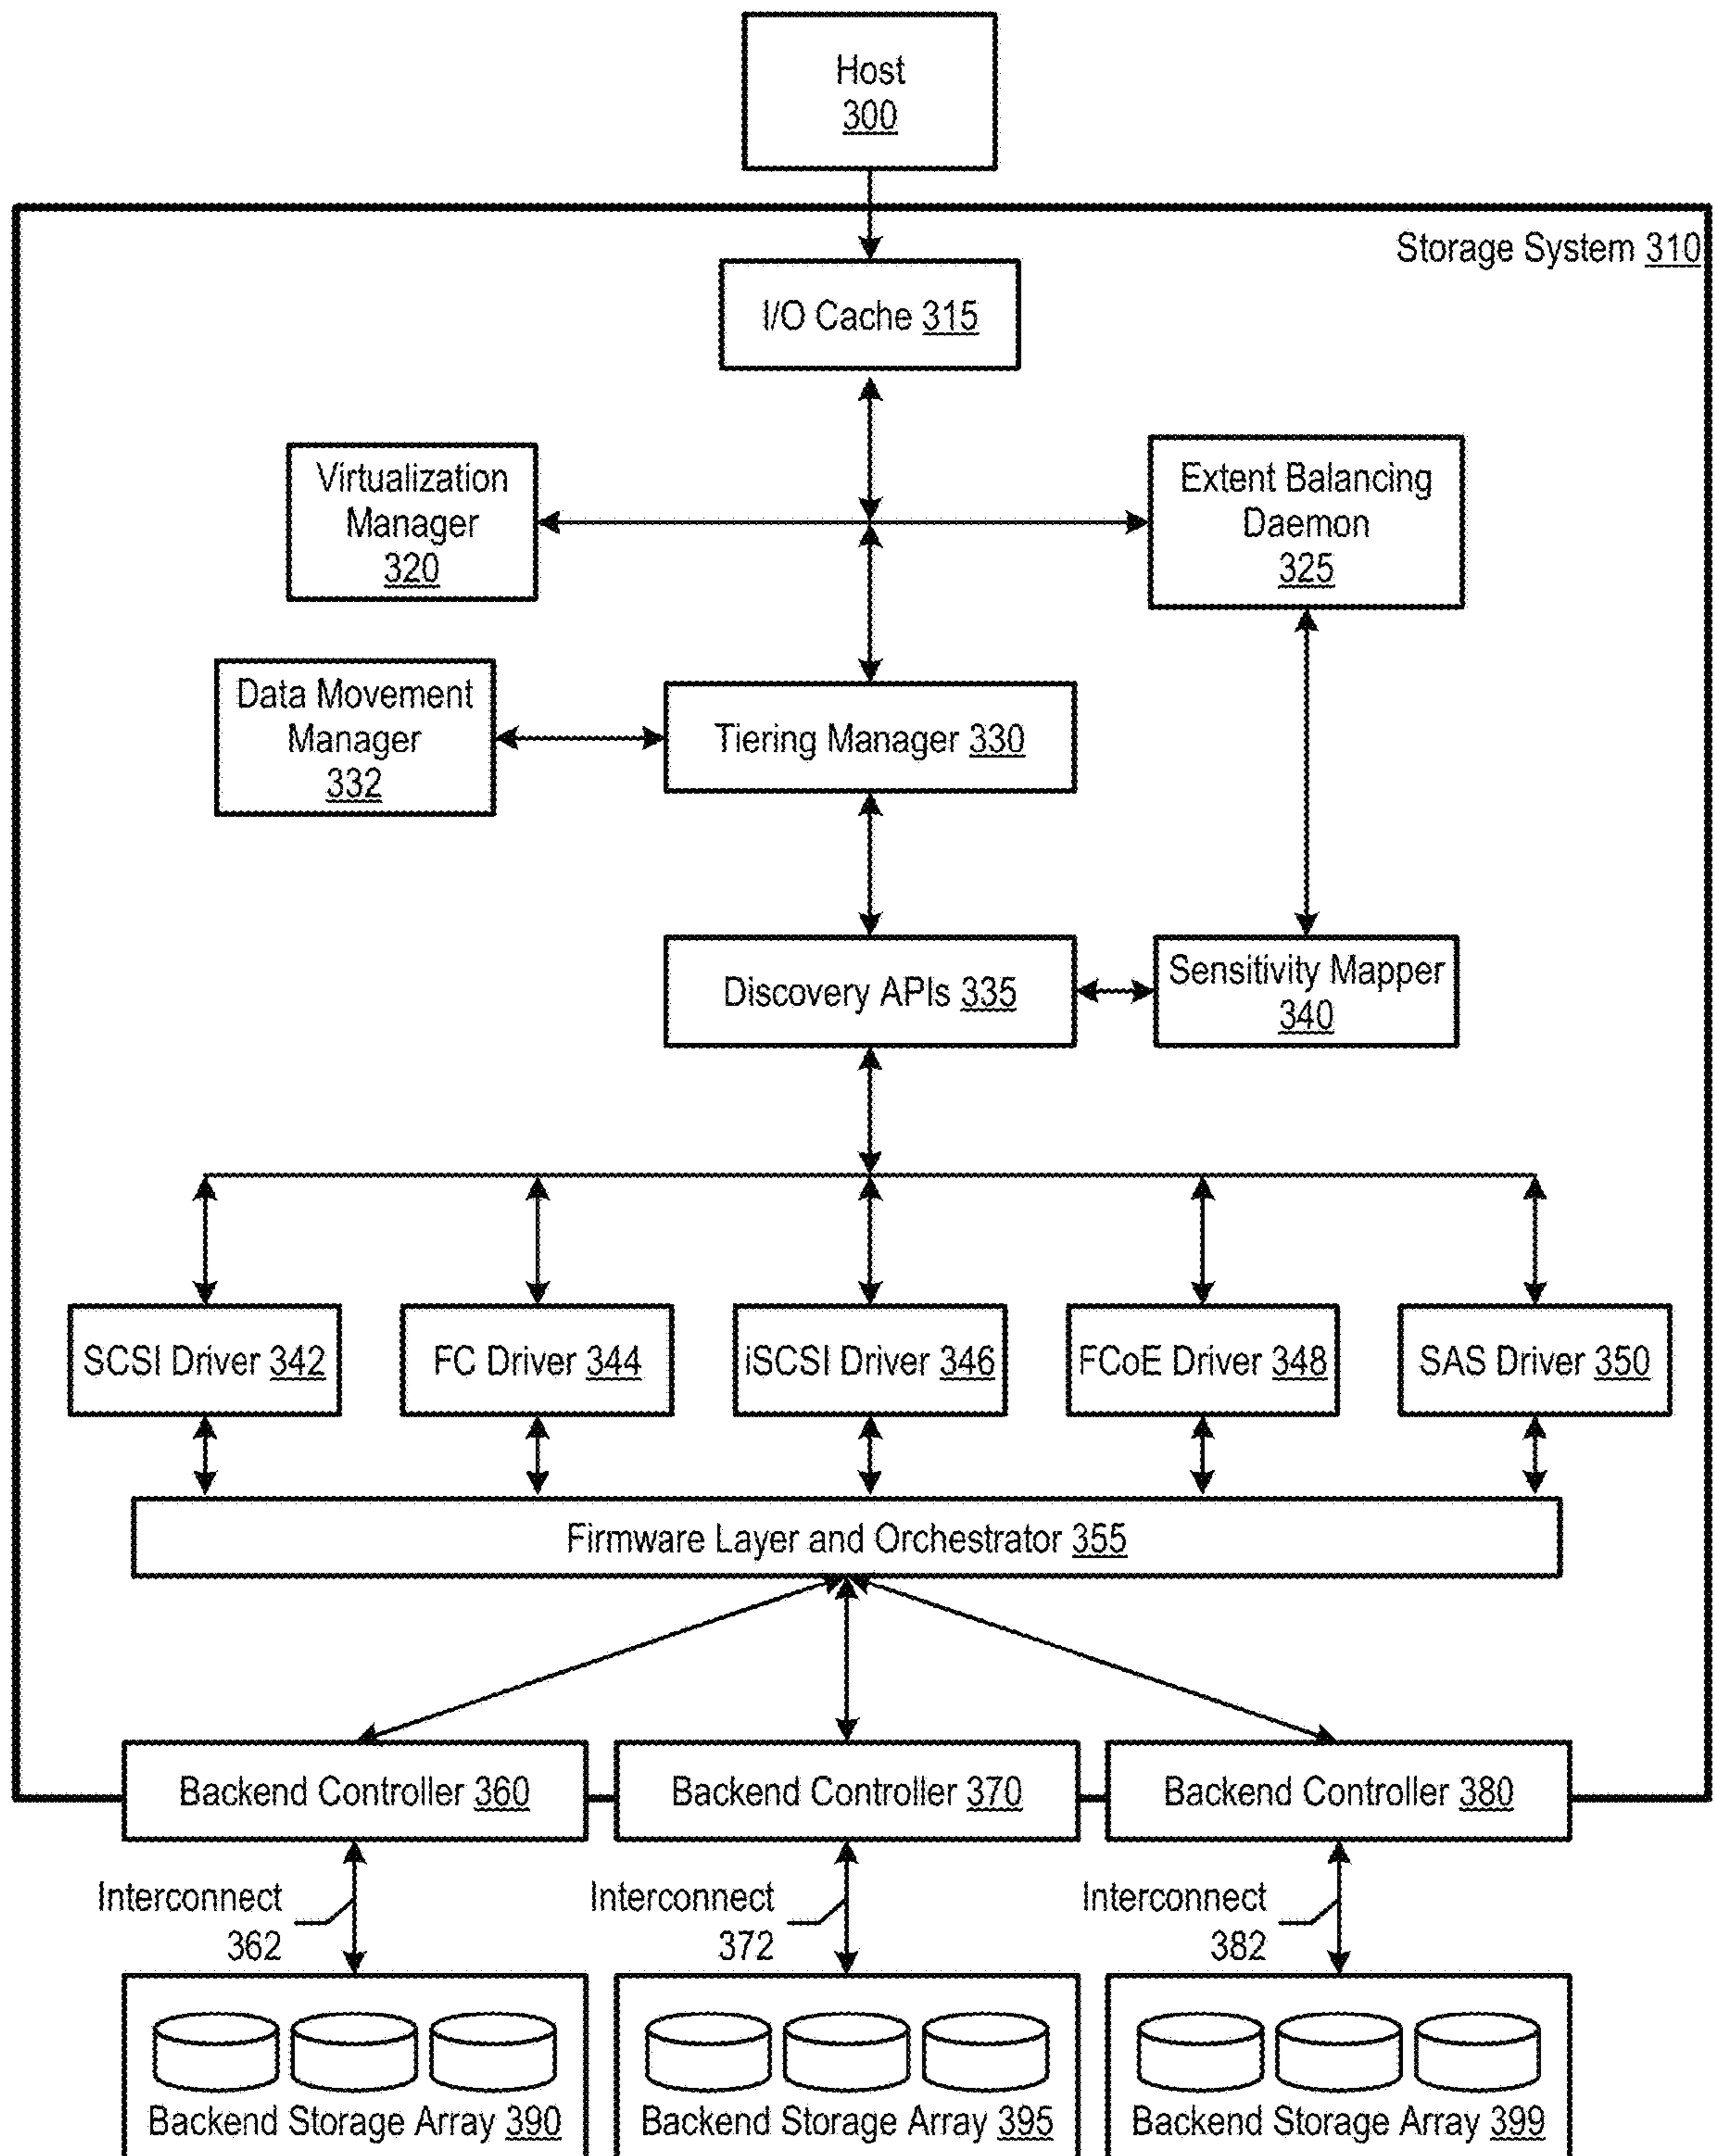 Host
300
Storage System 310
I/O Cache 315
Virtualization
Manager
320
Extent Balancing
Daemon
325
Data Movement
Manager
332
Tiering Manager 330
Discovery APIs 335
Sensitivity Mapper
340
SCSI Driver 342
FC Driver 344
iSCSI Driver 346
FCoE Driver 348
SAS Driver 350
Firmware Layer and Orchestrator 355
Backend Controller 360
Backend Controller 370
Backend Controller 380
Interconnect
362
Interconnect
372
Interconnect
382
Backend Storage Array 390
Backend Storage Array 395
Backend Storage Array 399